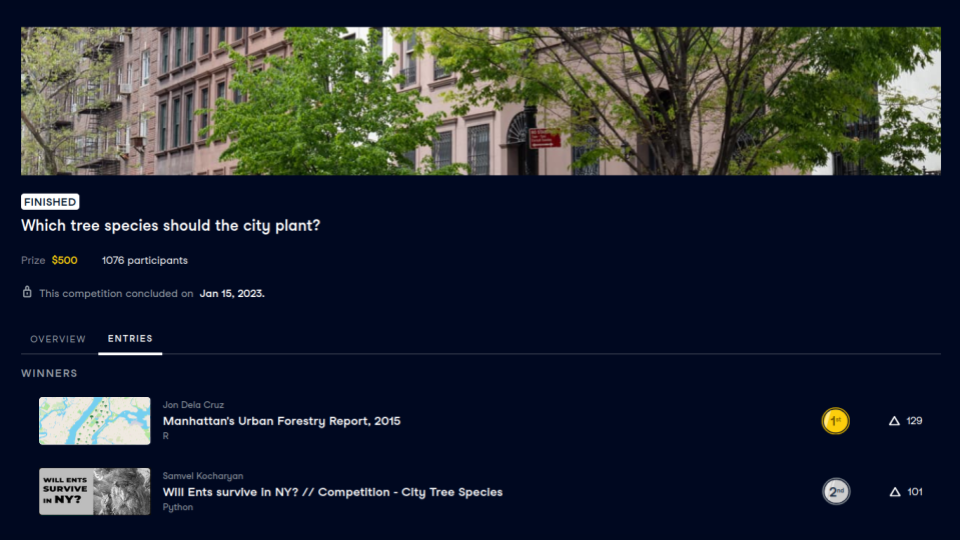 FINISHED
Which tree species should the city plant?
Prize $500 1076 participants
This competition concluded on Jan 15, 2023.
OVERVIEW ENTRIES
WINNERS
Jon Dela Cruz
Manhattan's Urban Forestry Report, 2015
R
1st
129
Samvel Kocharyan
WILL ENTS
SURVIVE
IN NY?
Will Ents survive in NY? // Competition - City Tree Species
Python
2nd
101